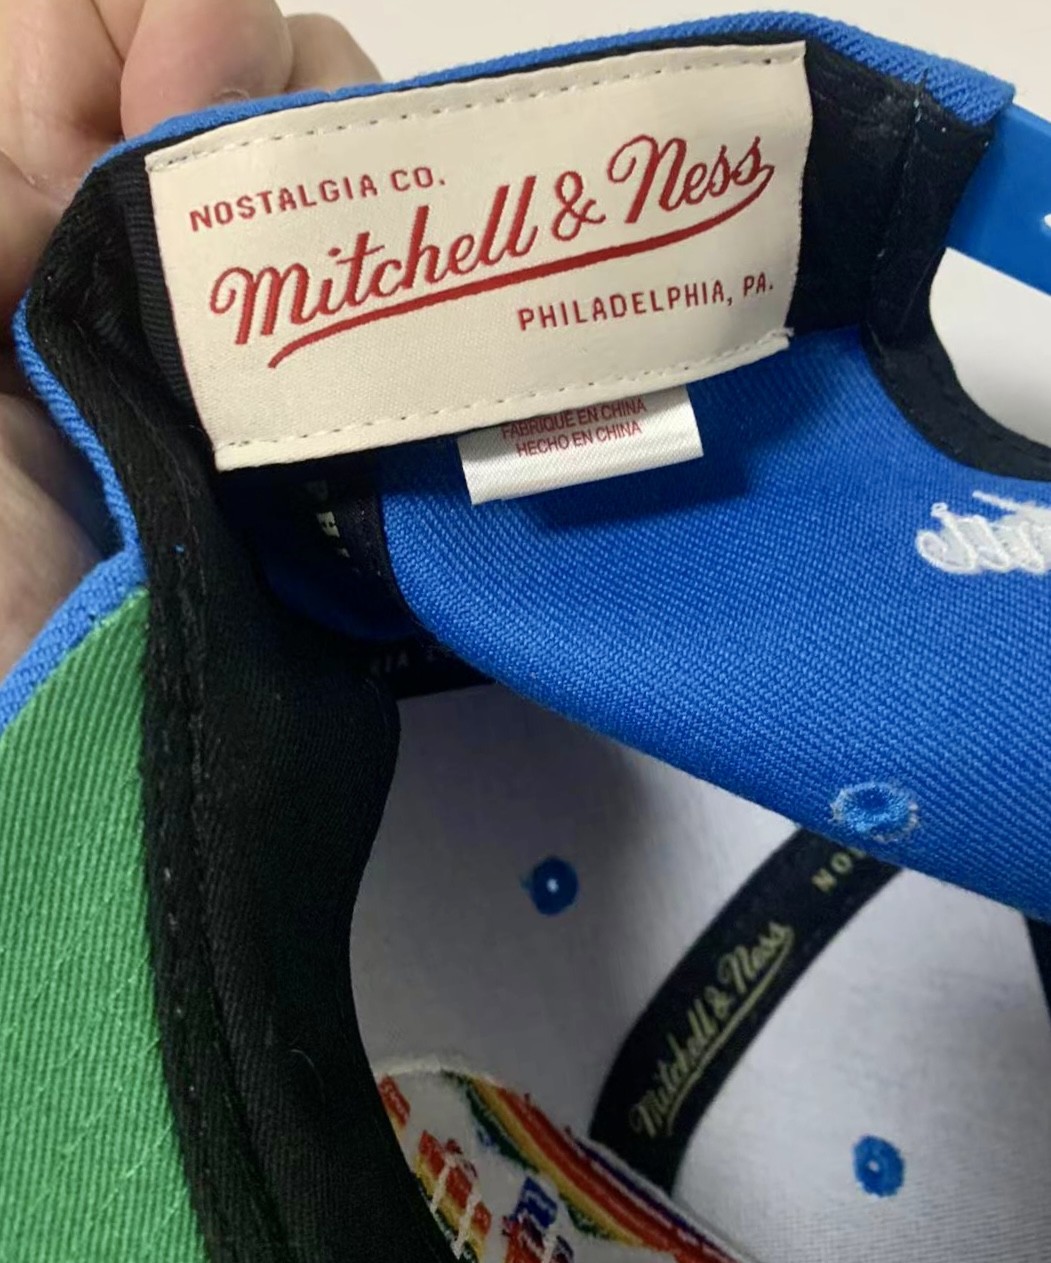 NOSTALGIA CO.
Mitchell & Ness
PHILADELPHIA, PA.
FABRIQUÉ EN CHINA
HECHO EN CHINA
Mitchell & Ness